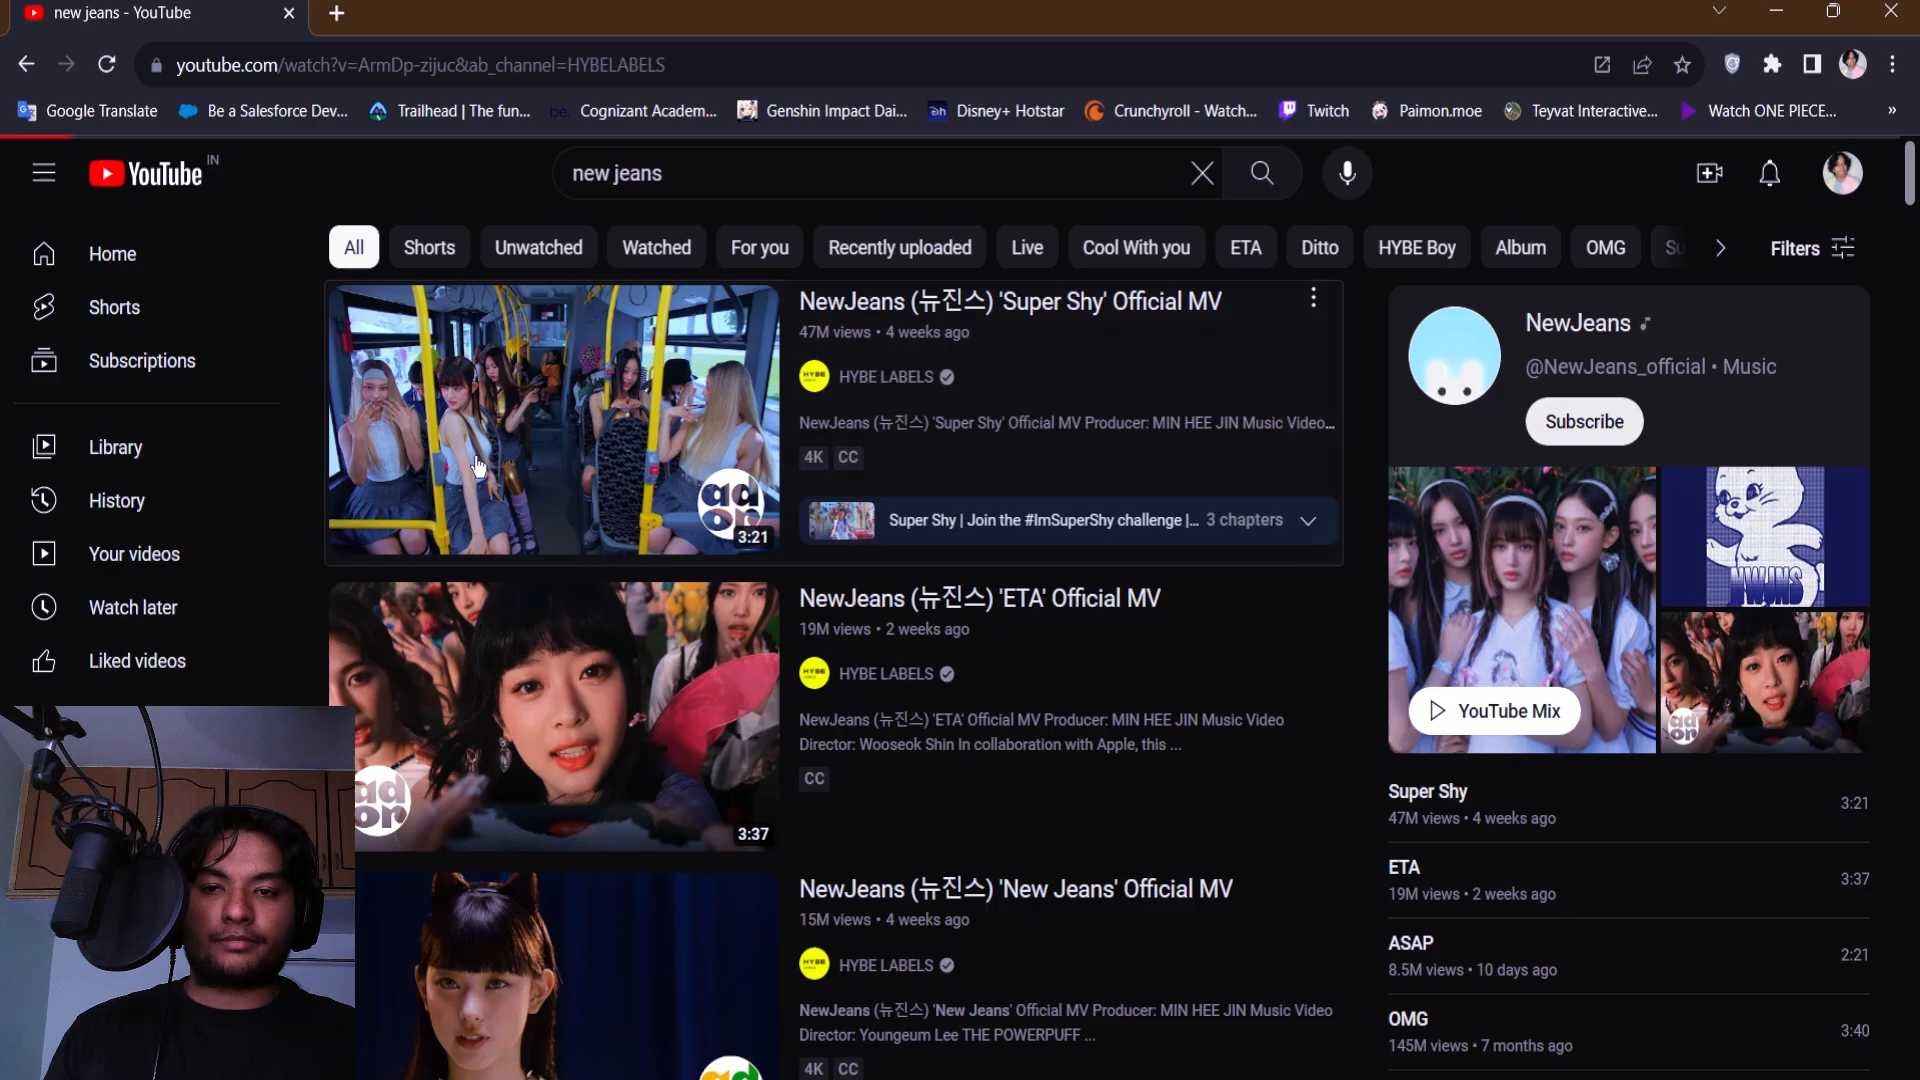 new jeans - YouTube
youtube.com/watch?v=ArmDp-zijuc&ab_channel=HYBELABELS
Google Translate
Be a Salesforce Dev...
Trailhead | The fun...
be.
Cognizant Academ...
Genshin Impact Dai...
Disney+ Hotstar
Crunchyroll - Watch...
Twitch
Paimon.moe
Teyvat Interactive...
Watch ONE PIECE...
»
YouTube IN
new jeans
Home
Shorts
Subscriptions
Library
History
Your videos
Watch later
Liked videos
All
Shorts
Unwatched
Watched
For you
Recently uploaded
Live
Cool With you
ETA
Ditto
HYBE Boy
Album
OMG
Su
Filters
NewJeans (뉴진스) 'Super Shy' Official MV
47M views • 4 weeks ago
HYBE LABELS
NewJeans (뉴진스) 'Super Shy' Official MV Producer: MIN HEE JIN Music Video...
4K CC
Super Shy | Join the #ImSuperShy challenge |... 3 chapters
ador
3:21
NewJeans (뉴진스) 'ETA' Official MV
19M views • 2 weeks ago
HYBE LABELS
NewJeans (뉴진스) 'ETA' Official MV Producer: MIN HEE JIN Music Video
Director: Wooseok Shin In collaboration with Apple, this ...
CC
ador
3:37
NewJeans (뉴진스) 'New Jeans' Official MV
15M views • 4 weeks ago
HYBE LABELS
NewJeans (뉴진스) 'New Jeans' Official MV Producer: MIN HEE JIN Music Video
Director: Youngeum Lee THE POWERPUFF ...
4K CC
NewJeans
@NewJeans_official • Music
Subscribe
NWJNS
ador
YouTube Mix
Super Shy
47M views • 4 weeks ago
3:21
ETA
19M views • 2 weeks ago
3:37
ASAP
8.5M views • 10 days ago
2:21
OMG
145M views • 7 months ago
3:40